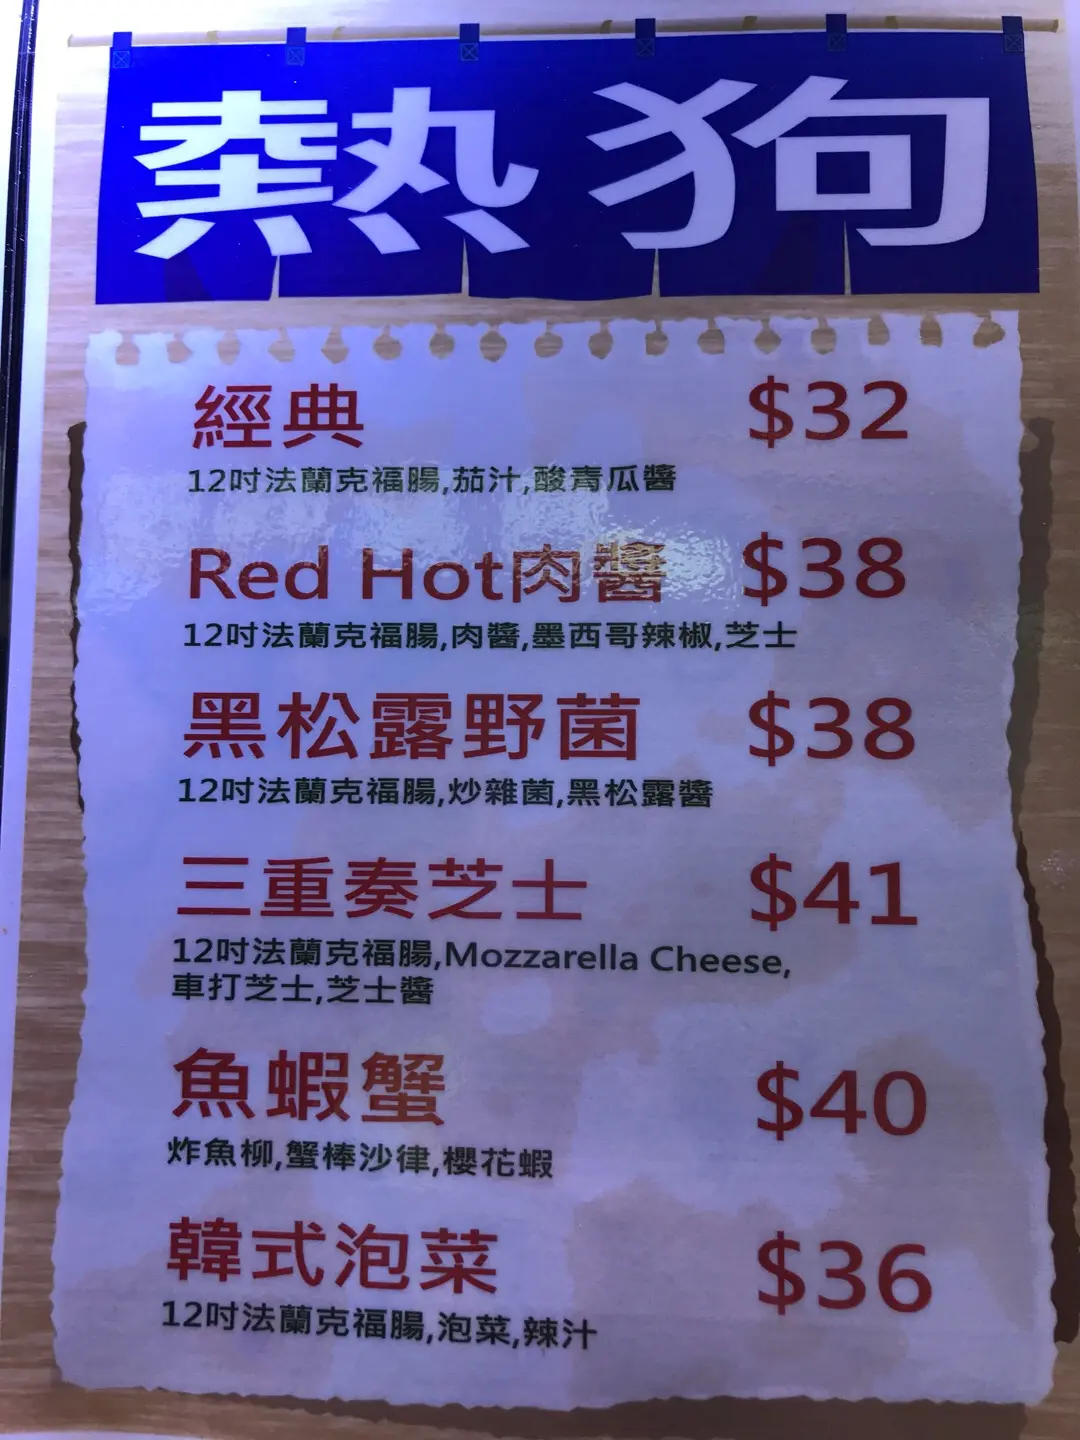 熱狗
經典 $32
12吋法蘭克福腸,茄汁,酸青瓜醬
Red Hot肉醬 $38
12吋法蘭克福腸,肉醬,墨西哥辣椒,芝士
黑松露野菌 $38
12吋法蘭克福腸,炒雜菌,黑松露醬
三重奏芝士 $41
12吋法蘭克福腸,Mozzarella Cheese,
車打芝士,芝士醬
魚蝦蟹 $40
炸魚柳,蟹棒沙律,櫻花蝦
韓式泡菜 $36
12吋法蘭克福腸,泡菜,辣汁